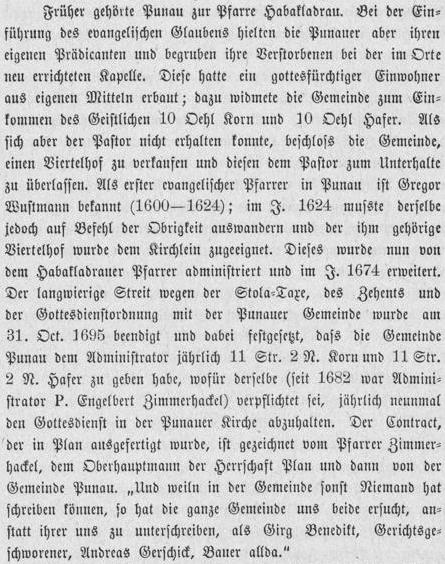 Früher gehörte Punau zur Pfarre Habakladrau. Bei der Ein=
führung des evangelischen Glaubens hielten die Punauer aber ihren
eigenen Prädicanten und begruben ihre Verstorbenen bei der im Orte
neu errichteten Kapelle. Diese hatte ein gottesfürchtiger Einwohner
aus eigenen Mitteln erbaut; dazu widmete die Gemeinde zum Ein=
kommen des Geistlichen 10 Oehl Korn und 10 Oehl Hafer. Als
sich aber der Pastor nicht erhalten konnte, beschloss die Gemeinde,
einen Viertelhof zu verkaufen und diesen dem Pastor zum Unterhalte
zu überlassen. Als erster evangelischer Pfarrer in Punau ist Gregor
Wustmann bekannt (1600—1624); im J. 1624 musste derselbe
jedoch auf Befehl der Obrigkeit auswandern und der ihm gehörige
Viertelhof wurde dem Kirchlein zugeeignet. Dieses wurde nun von
dem Habakladrauer Pfarrer administriert und im J. 1674 erweitert.
Der langwierige Streit wegen der Stola=Taxe, des Zehents und
der Gottesdienstordnung mit der Punauer Gemeinde wurde am
31. Oct. 1695 beendigt und dabei festgesetzt, dass die Gemeinde
Punau dem Administrator jährlich 11 Str. 2 N. Korn und 11 Str.
2 N. Hafer zu geben habe, wofür derselbe (seit 1682 war Admini=
strator P. Engelbert Zimmerhackel) verpflichtet sei, jährlich neunmal
den Gottesdienst in der Punauer Kirche abzuhalten. Der Contract,
der in Plan ausgefertigt wurde, ist gezeichnet vom Pfarrer Zimmer=
hackel, dem Oberhauptmann der Herrschaft Plan und dann von der
Gemeinde Punau. „Und weiln in der Gemeinde sonst Niemand hat
schreiben können, so hat die ganze Gemeinde uns beide ersucht, an=
statt ihrer uns zu unterschreiben, als Girg Benedikt, Gerichtsge=
schworener, Andreas Gerschick, Bauer allda.“